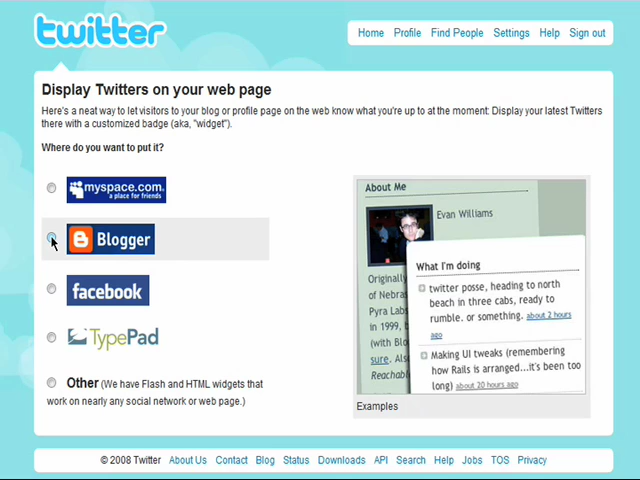 twitter
Home Profile Find People Settings Help Sign out
Display Twitters on your web page
Here's a neat way to let visitors to your blog or profile page on the web know what you're up to at the moment: Display your latest Twitters
there with a customized badge (aka, "widget").
Where do you want to put it?
myspace.com
a place for friends
Blogger
facebook
TypePad
Other (We have Flash and HTML widgets that
work on nearly any social network or web page.)
About Me
Evan Williams
Originally
of Nebras
Pyra Labs
in 1999, b
(with Blo
sure. Also
Reachable
What I'm doing
twitter posse, heading to north
beach in three cabs, ready to
rumble. or something. about 2 hours
ago
Making UI tweaks (remembering
how Rails is arranged...it's been too
long) about 20 hours ago
Examples
© 2008 Twitter About Us Contact Blog Status Downloads API Search Help Jobs TOS Privacy